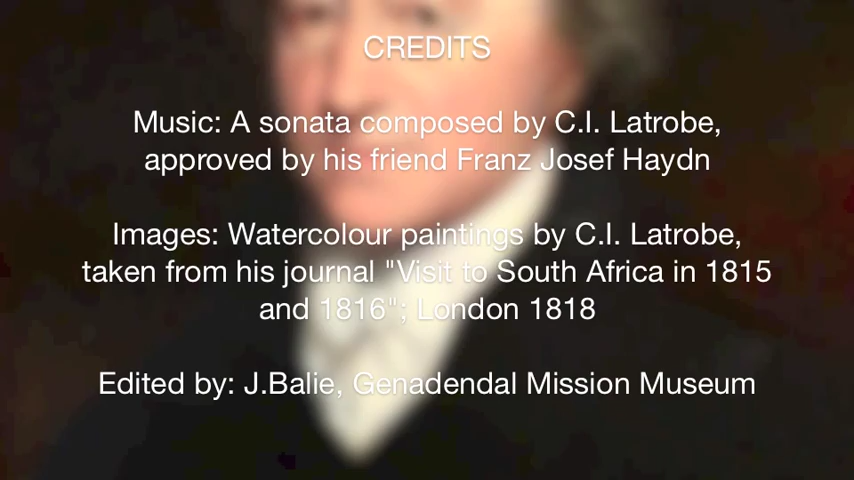 CREDITS
Music: A sonata composed by C.I. Latrobe,
approved by his friend Franz Josef Haydn
Images: Watercolour paintings by C.I. Latrobe,
taken from his journal "Visit to South Africa in 1815
and 1816"; London 1818
Edited by: J.Balie, Genadendal Mission Museum